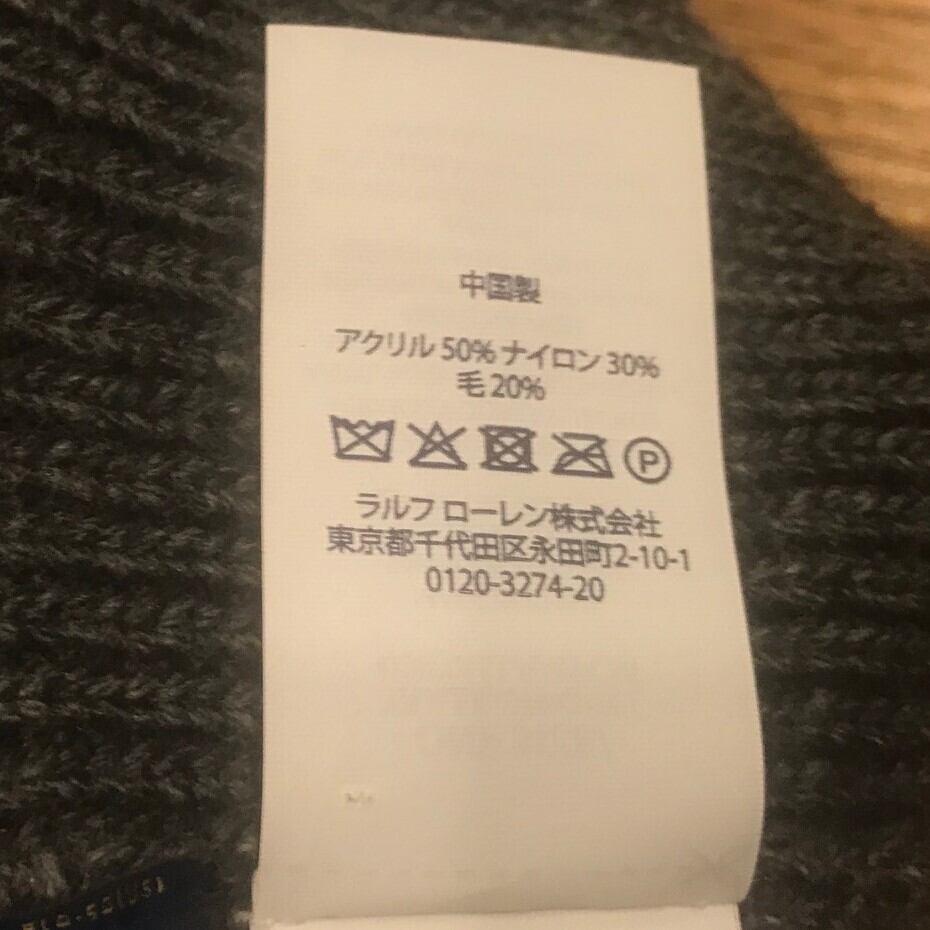 中国製
アクリル 50% ナイロン 30%
毛 20%
P
ラルフ ローレン株式会社
東京都千代田区永田町2-10-1
0120-3274-20